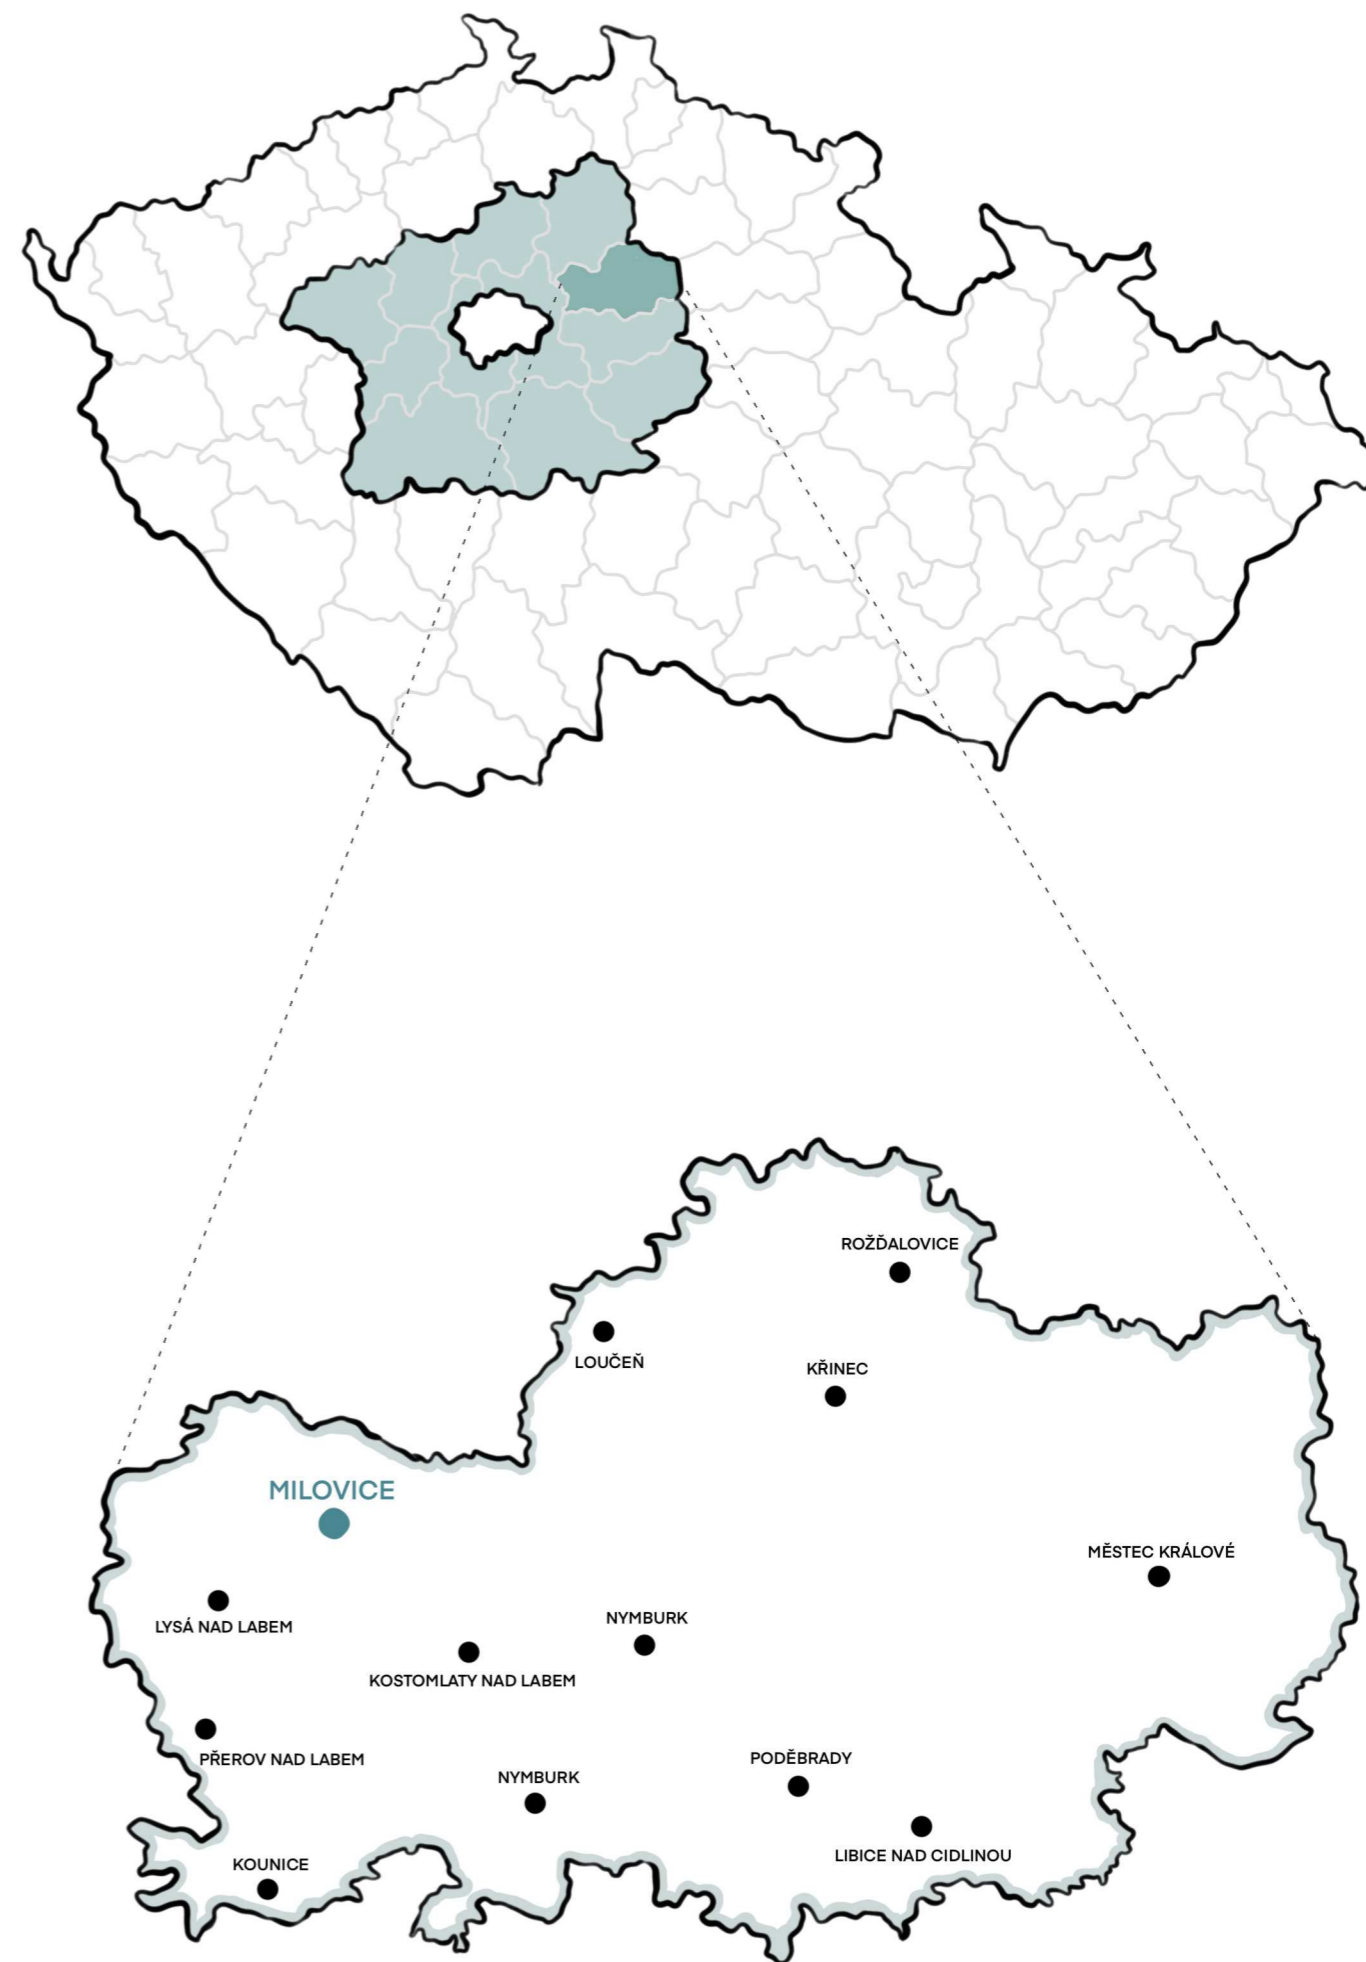 ROŽĎALOVICE
LOUČEŇ
KŘINEC
MILOVICE
MĚSTEC KRÁLOVÉ
LYSÁ NAD LABEM
NYMBURK
KOSTOMLATY NAD LABEM
PŘEROV NAD LABEM
PODĚBRADY
NYMBURK
LIBICE NAD CIDLINOU
KOUNICE